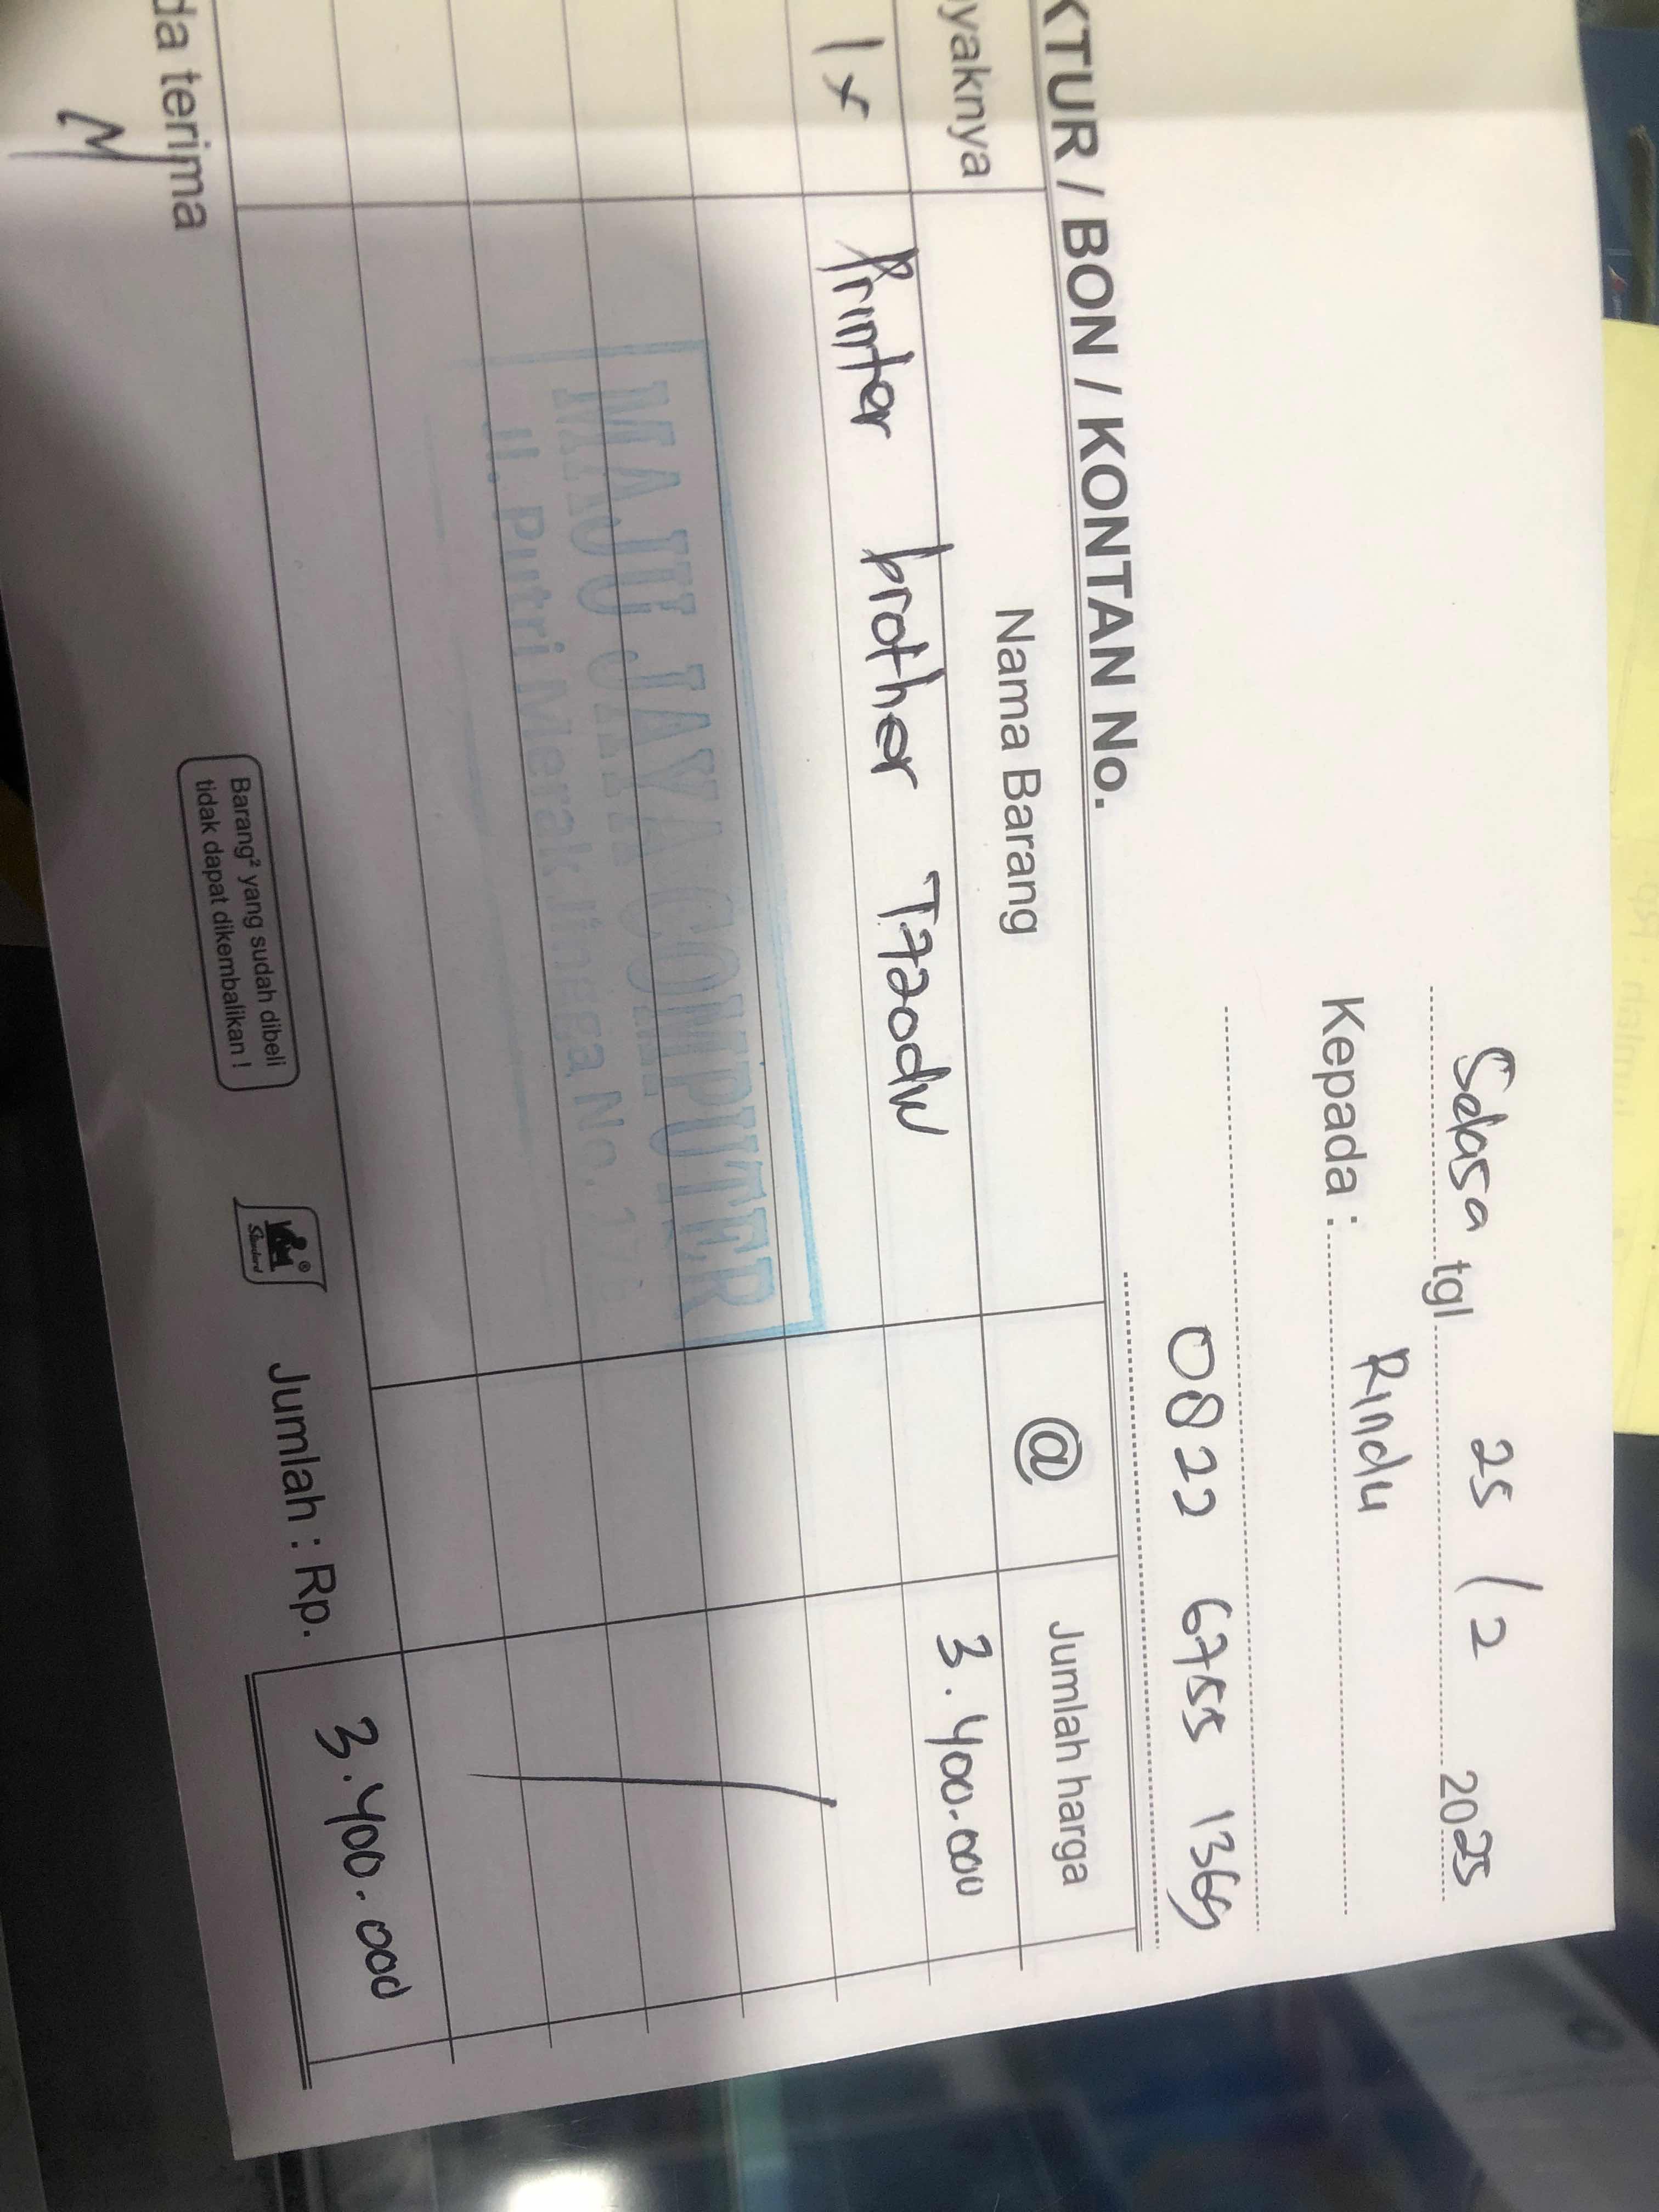 Selasa tgl 25 / 2 2025
Kepada : Rindu
0822 6755 1369
KTUR / BON / KONTAN No.
yaknya Nama Barang @ Jumlah harga
1x Printer brother T720dw 3.400.000
MAJU JAYA COMPUTER
Jl. Putri Merak Jingga No.
Jumlah : Rp. 3.400.000
Barang² yang sudah dibeli
tidak dapat dikembalikan !
Standard
da terima